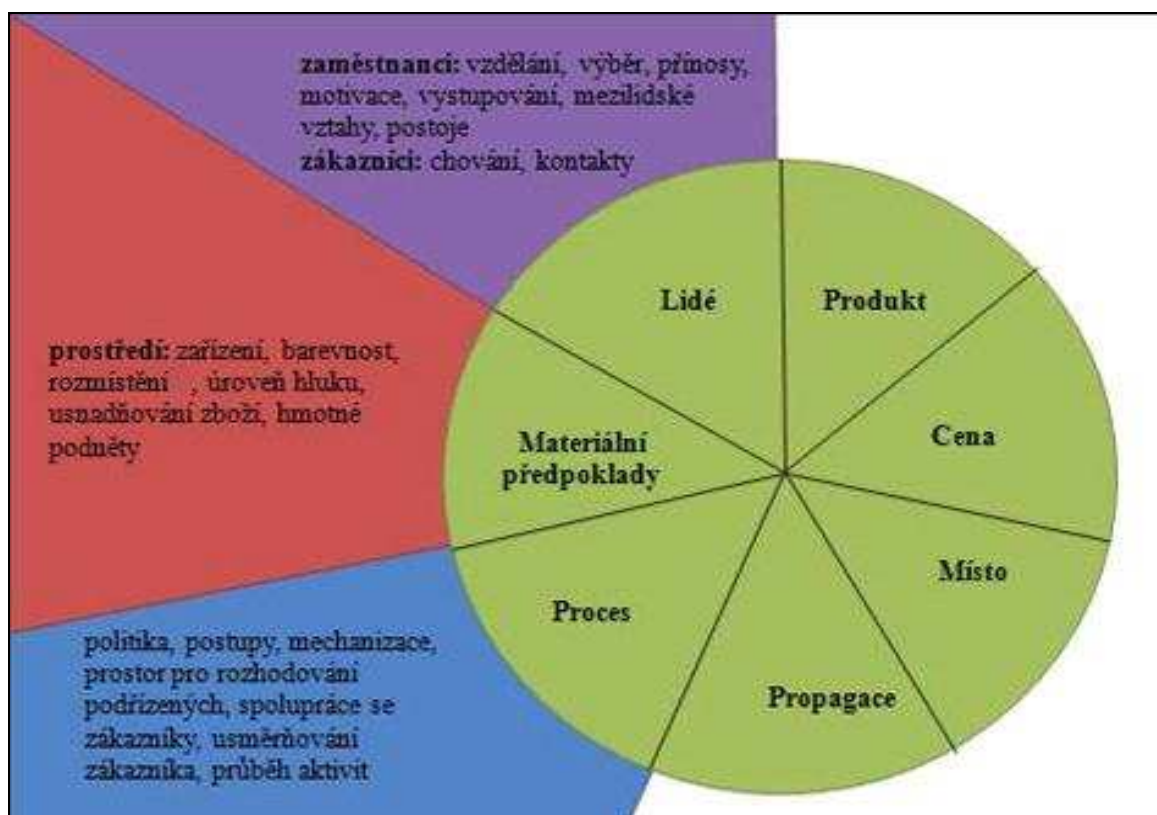 zaměstnanci: vzdělání, výběr, přínosy,
motivace, vystupování, mezilidské
vztahy, postoje
zákazníci: chování, kontakty
Lidé
Produkt
prostředí: zařízení, barevnost,
rozmístění , úroveň hluku,
usnadňování zboží, hmotné
podněty
Materiální
předpoklady
Cena
Místo
Proces
Propagace
politika, postupy, mechanizace,
prostor pro rozhodování
podřízených, spolupráce se
zákazníky, usměrňování
zákazníka, průběh aktivit